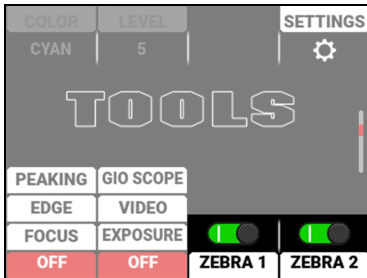 COLOR LEVEL SETTINGS
CYAN 5
TOOLS
PEAKING GIO SCOPE
EDGE VIDEO
FOCUS EXPOSURE
OFF OFF ZEBRA 1 ZEBRA 2